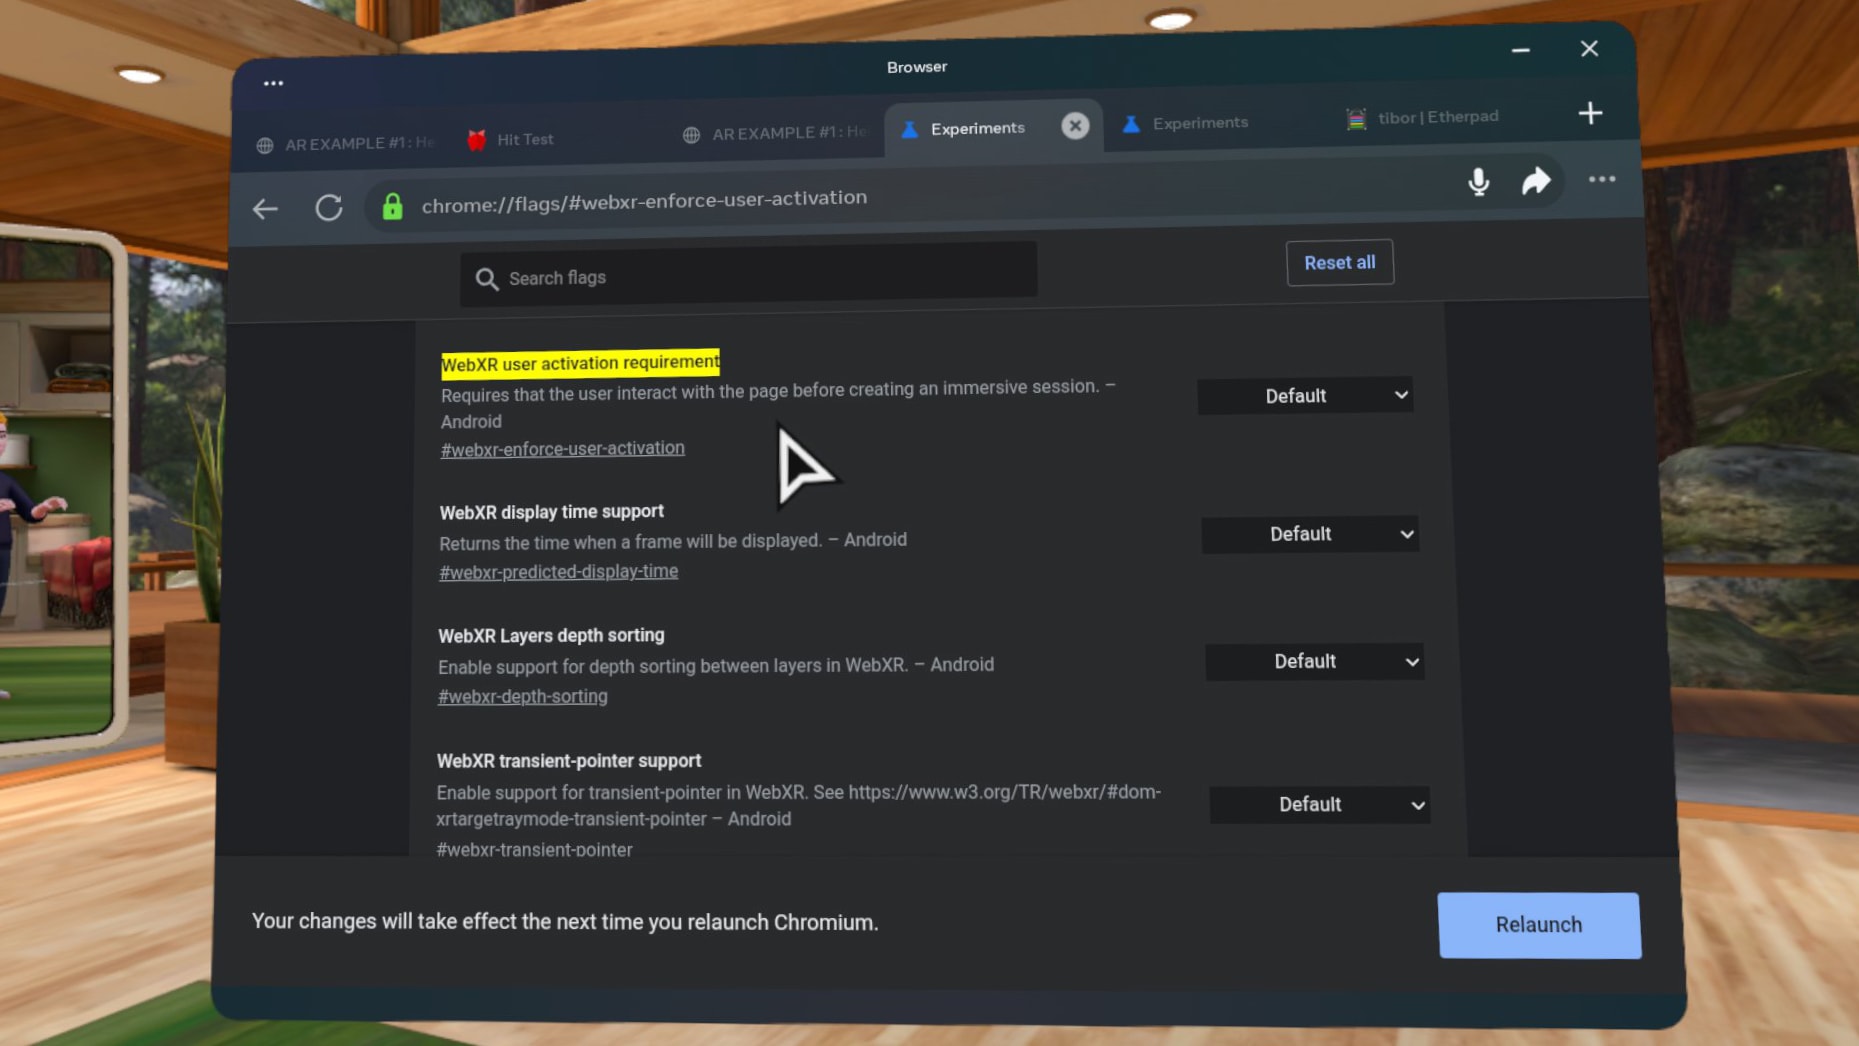 Browser
AR EXAMPLE #1: He
Hit Test
AR EXAMPLE #1: He
Experiments
Experiments
tibor | Etherpad
chrome://flags/#webxr-enforce-user-activation
Search flags
Reset all
WebXR user activation requirement
Requires that the user interact with the page before creating an immersive session. –
Android
#webxr-enforce-user-activation
Default
WebXR display time support
Returns the time when a frame will be displayed. – Android
#webxr-predicted-display-time
Default
WebXR Layers depth sorting
Enable support for depth sorting between layers in WebXR. – Android
#webxr-depth-sorting
Default
WebXR transient-pointer support
Enable support for transient-pointer in WebXR. See https://www.w3.org/TR/webxr/#dom-
xrtargetraymode-transient-pointer – Android
#webxr-transient-pointer
Default
Your changes will take effect the next time you relaunch Chromium.
Relaunch